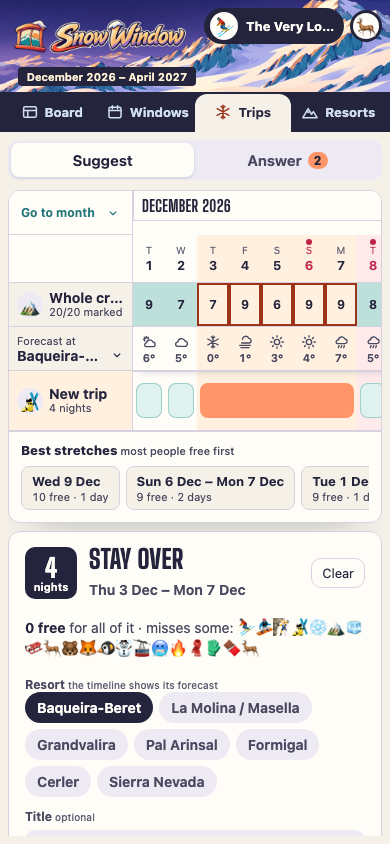 SnowWindow
The Very Lo...
December 2026 – April 2027
Board
Windows
Trips
Resorts
Suggest
Answer 2
Go to month
DECEMBER 2026
T W T F S S M T
1 2 3 4 5 6 7 8
Whole cr...
20/20 marked
9 7 7 9 6 9 9 8
Forecast at
Baqueira-...
6° 5° 0° 1° 3° 4° 7° 5°
New trip
4 nights
Best stretches most people free first
Wed 9 Dec
10 free · 1 day
Sun 6 Dec – Mon 7 Dec
9 free · 2 days
Tue 1 De
9 free · 1 d
4
nights
STAY OVER
Thu 3 Dec – Mon 7 Dec
Clear
0 free for all of it · misses some:
Resort the timeline shows its forecast
Baqueira-Beret
La Molina / Masella
Grandvalira
Pal Arinsal
Formigal
Cerler
Sierra Nevada
Title optional